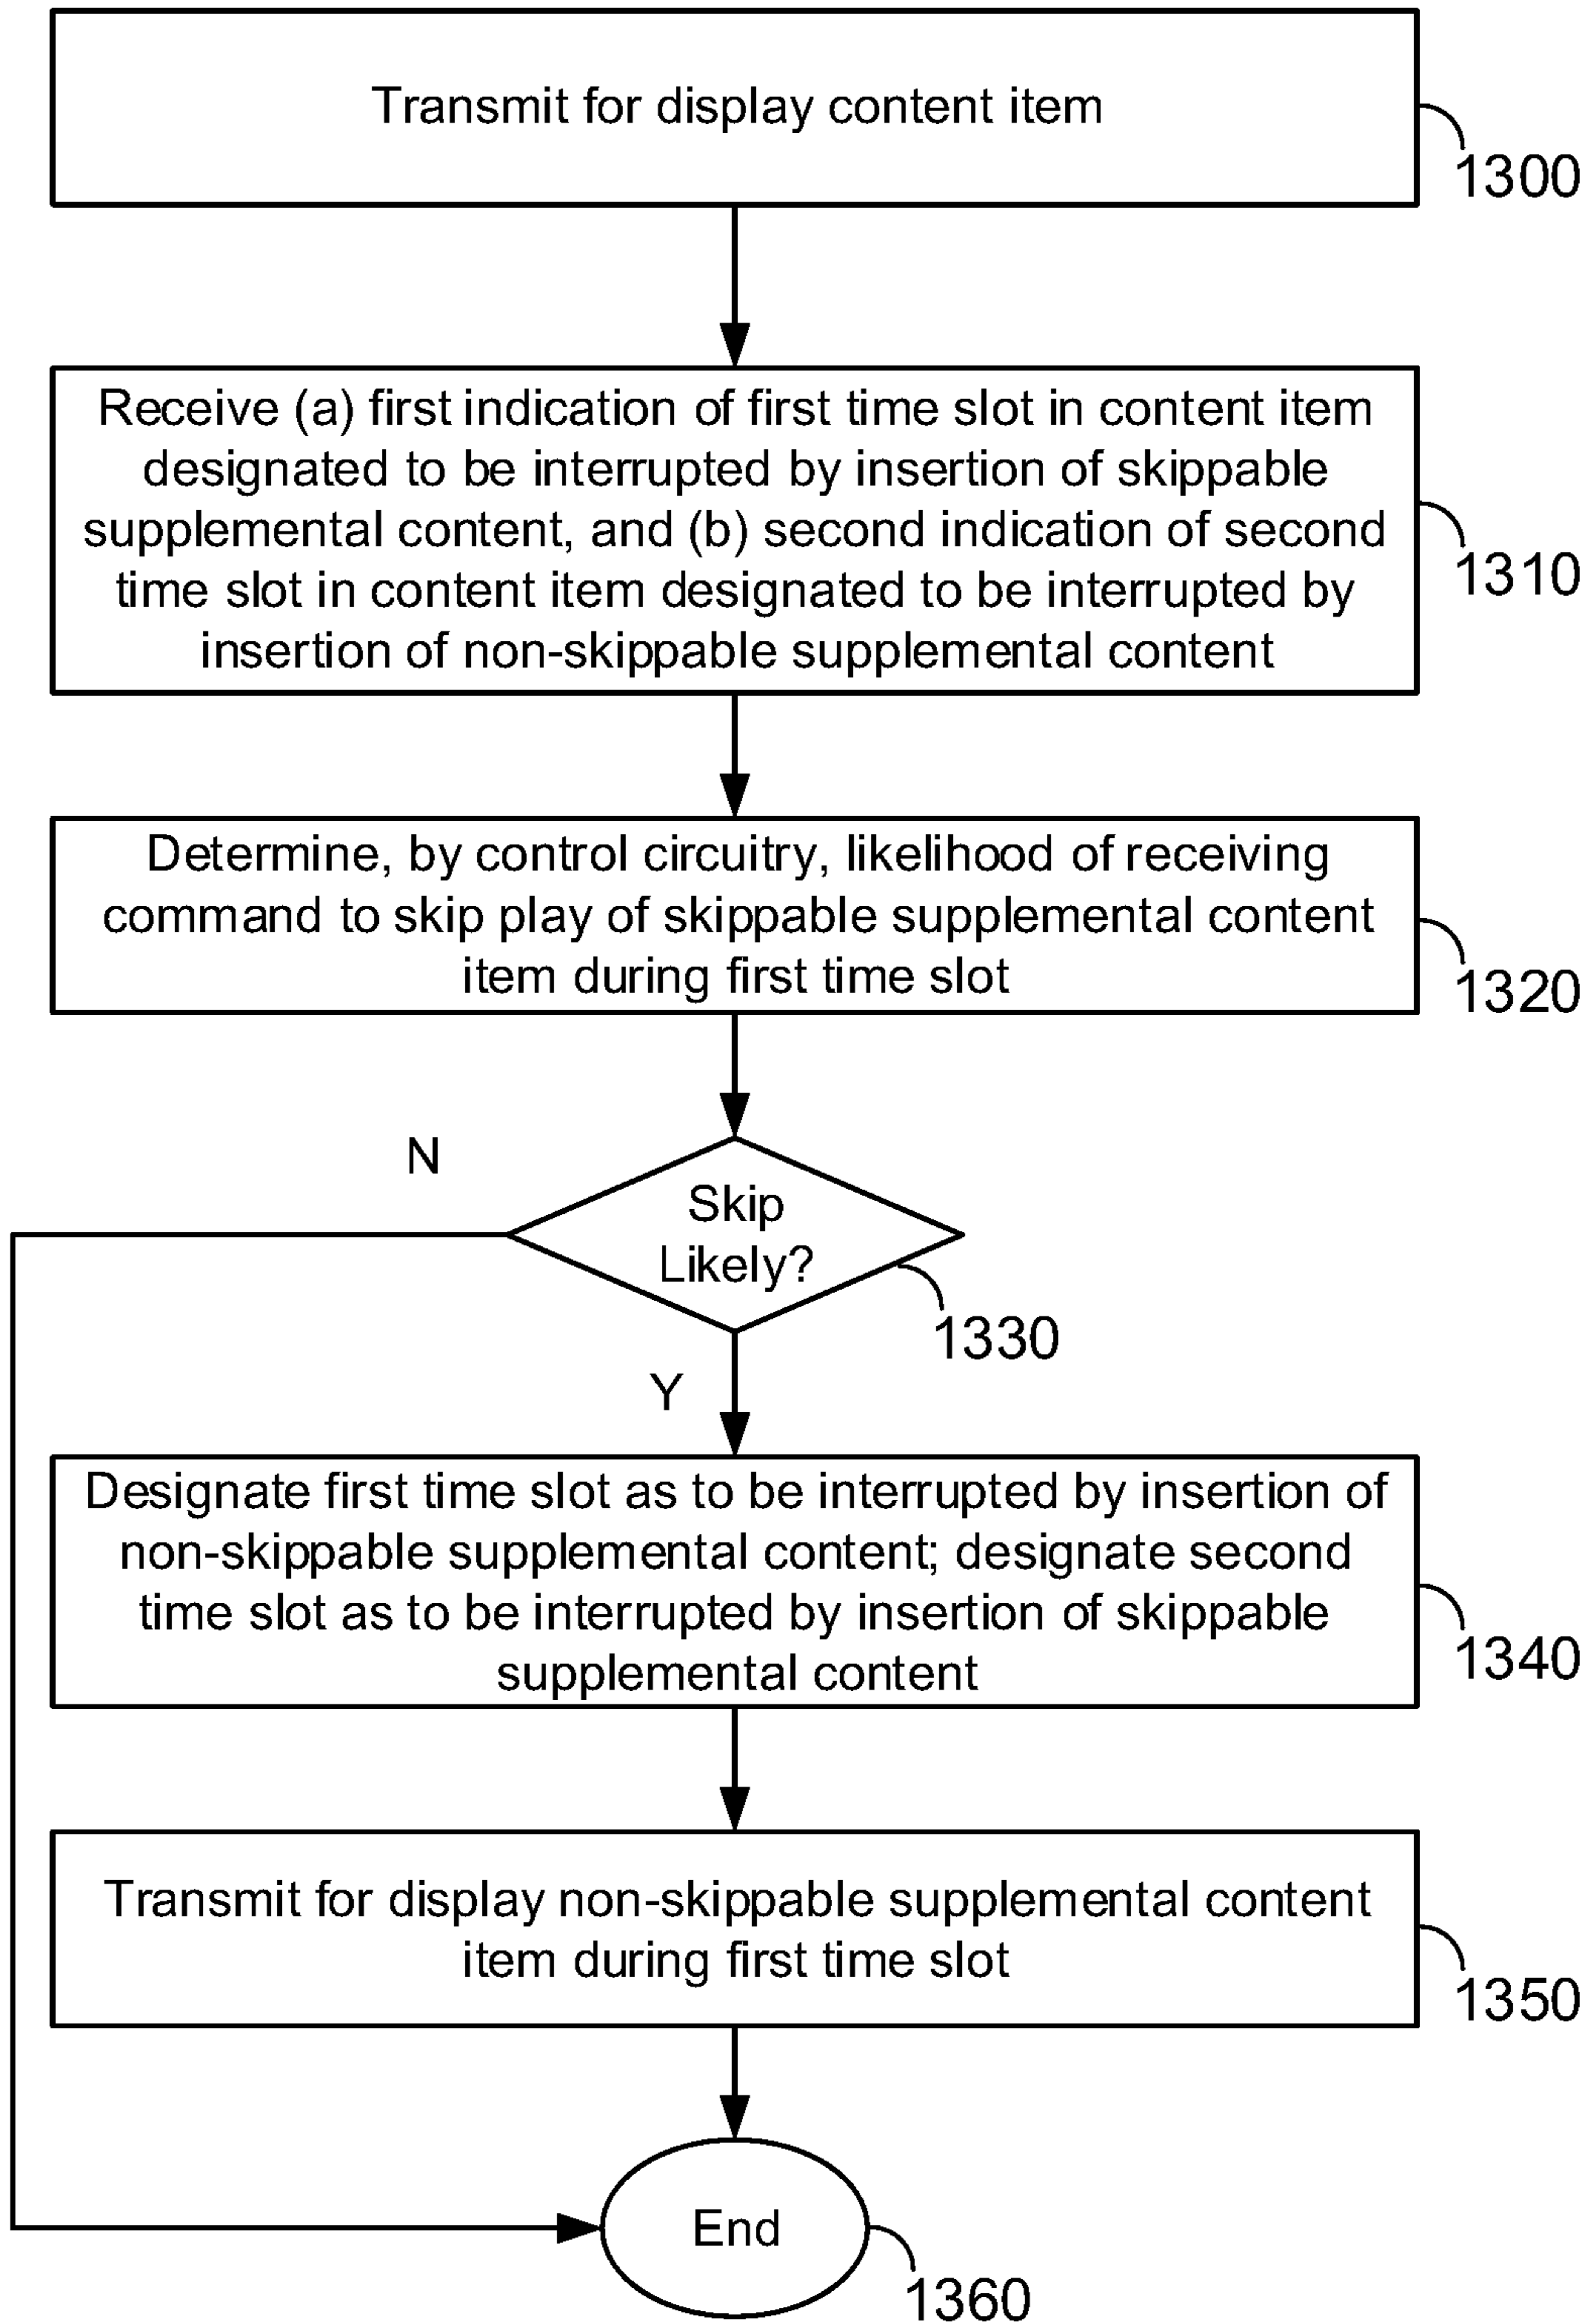 Transmit for display content item
1300
Receive (a) first indication of first time slot in content item
designated to be interrupted by insertion of skippable
supplemental content, and (b) second indication of second
time slot in content item designated to be interrupted by
insertion of non-skippable supplemental content
1310
Determine, by control circuitry, likelihood of receiving
command to skip play of skippable supplemental content
item during first time slot
1320
N
Skip
Likely?
1330
Y
Designate first time slot as to be interrupted by insertion of
non-skippable supplemental content; designate second
time slot as to be interrupted by insertion of skippable
supplemental content
1340
Transmit for display non-skippable supplemental content
item during first time slot
1350
End
1360